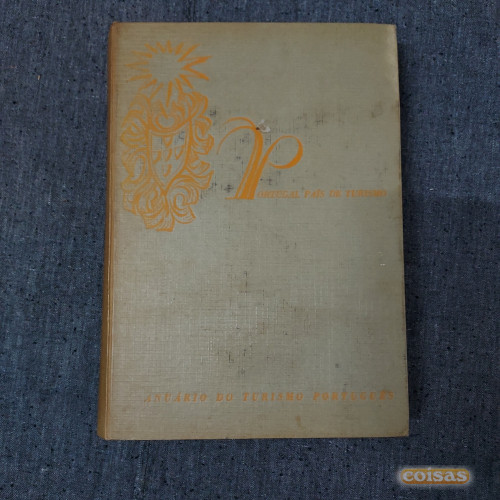 PORTUGAL PAÍS DE TURISMO
ANUÁRIO DO TURISMO PORTUGUÊS
coisas